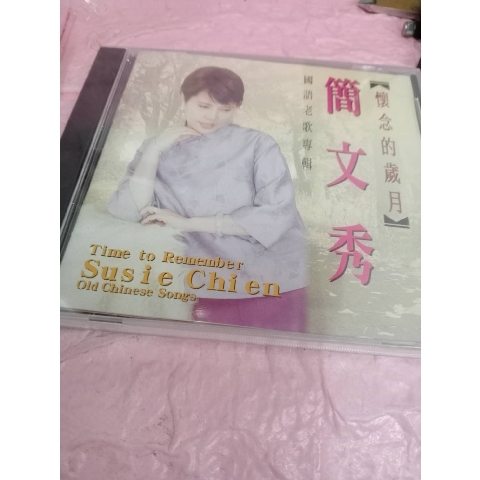 【懷念的歲月】
簡文秀
國語老歌專輯
Time to Remember
Susie Chien
Old Chinese Songs